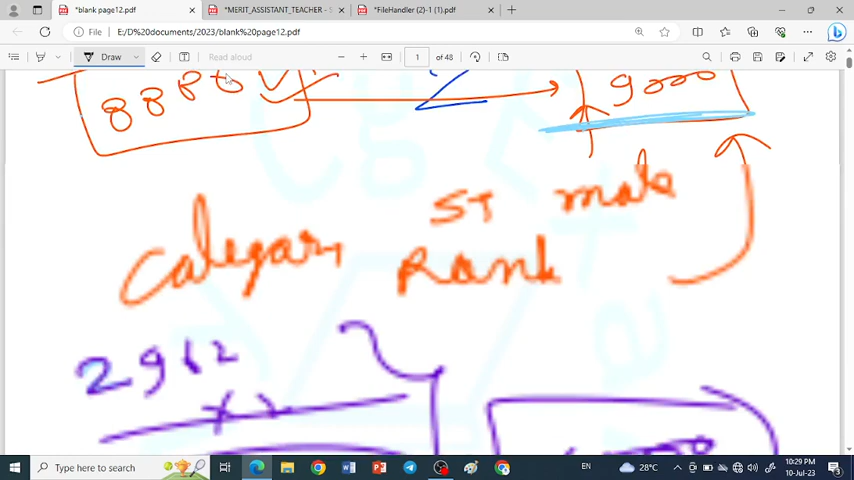 *blank page12.pdf
*MERIT_ASSISTANT_TEACHER - S
*FileHandler (2)-1 (1).pdf
File | E:/D%20documents/2023/blank%20page12.pdf
Draw
Read aloud
1 of 48
9000
ST male
Category Rank
2962
Type here to search
28°C
EN
10:29 PM
10-Jul-23
3